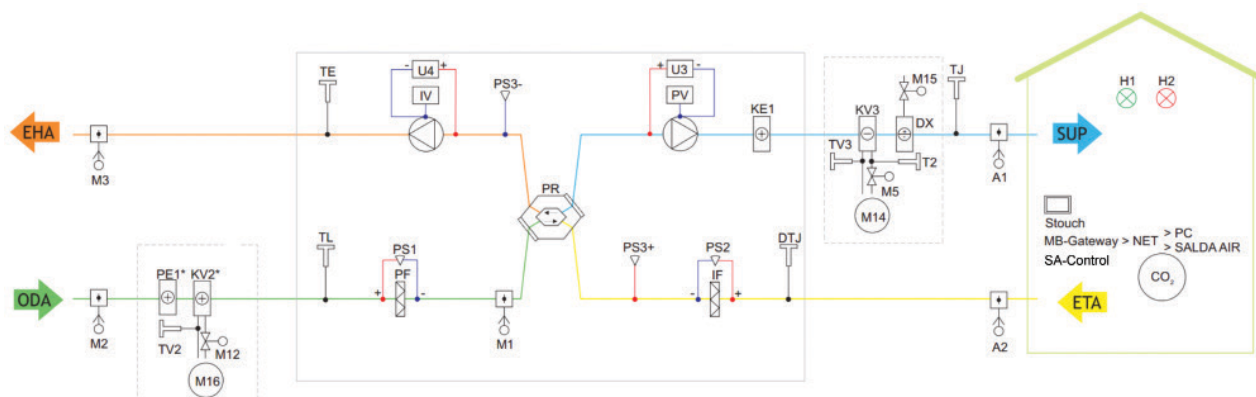 TE
- U4 +
IV
PS3-
+ U3 -
PV
KE1
KV3
M15
DX
TJ
H1 H2
EHA
SUP
M3
TV3
T2
M5
M14
A1
PR
TL
PS1
PF
+ -
PS3+
PS2
IF
- +
DTJ
Stouch
MB-Gateway > NET > PC
> SALDA AIR
SA-Control
CO₂
PE1* KV2*
ODA
ETA
M2
TV2
M12
M16
M1
A2